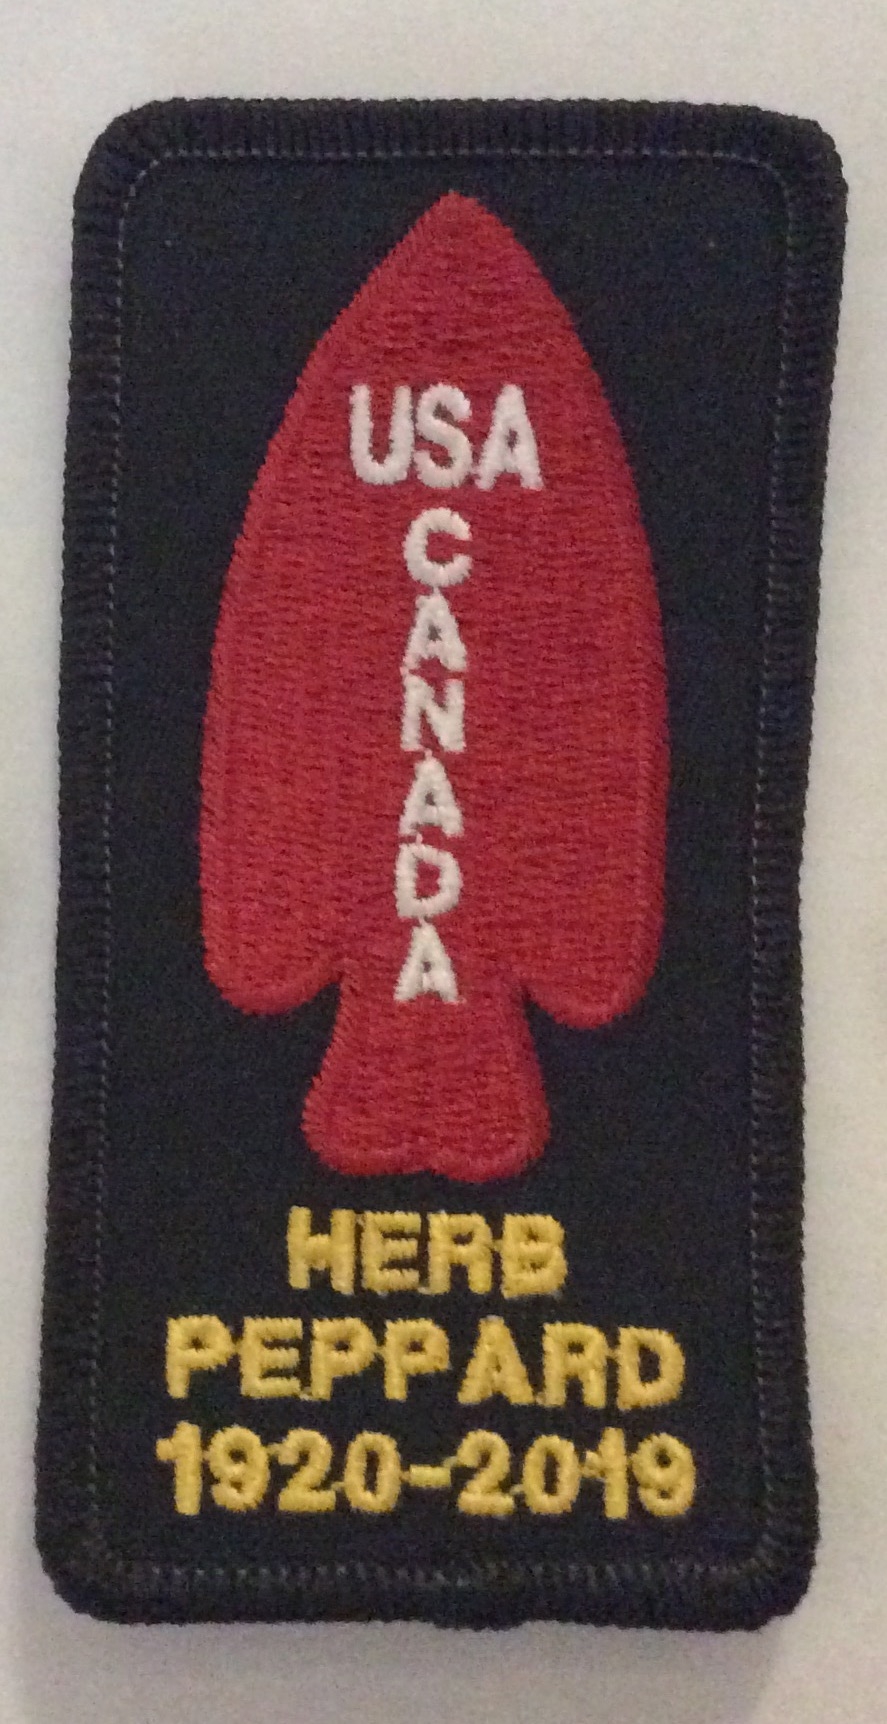 USA
CANADA
HERB
PEPPARD
1920-2019